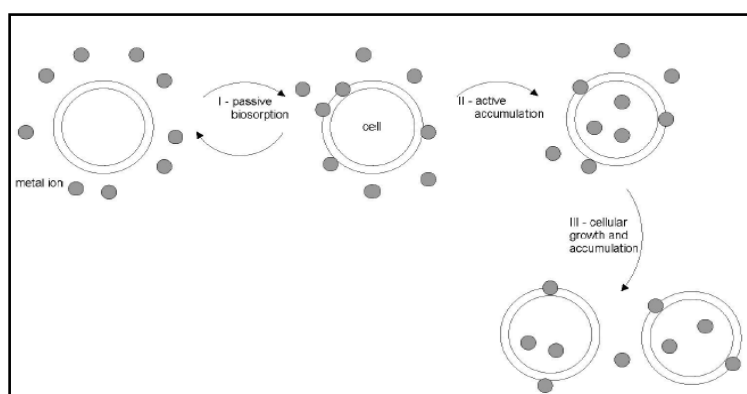 I - passive
biosorption
II - active
accumulation
cell
metal ion
III - cellular
growth and
accumulation